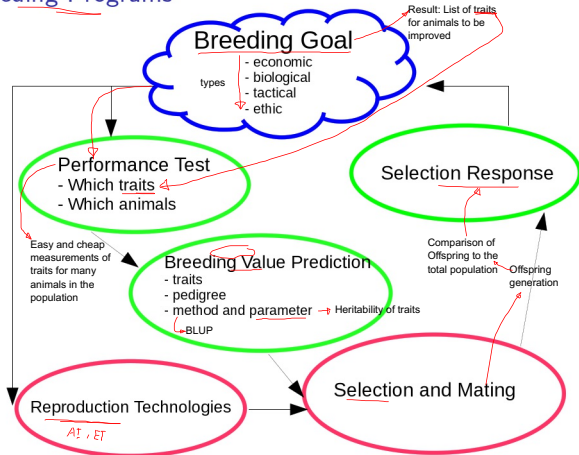 Breeding Goal
- economic
- biological
- tactical
- ethic
types
Result: List of traits
for animals to be
improved
Performance Test
- Which traits
- Which animals
Selection Response
Easy and cheap
measurements of
traits for many
animals in the
population
Breeding Value Prediction
- traits
- pedigree
- method and parameter
Heritability of traits
BLUP
Comparison of
Offspring to the
total population
Offspring
generation
Reproduction Technologies
AI, ET
Selection and Mating